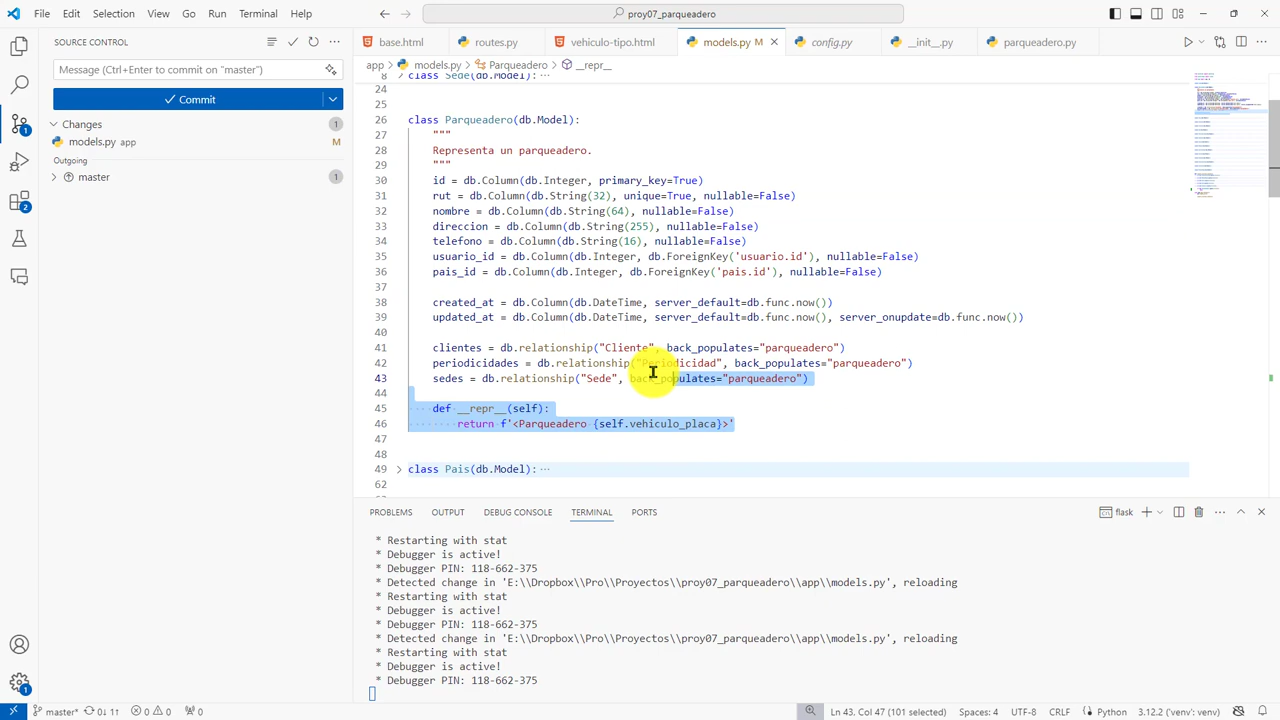 File Edit Selection View Go Run Terminal Help
proy07_parqueadero
SOURCE CONTROL
base.html
routes.py
vehiculo-tipo.html
models.py M
config.py
__init__.py
parqueadero.py
app > models.py > Parqueadero > __repr__
Message (Ctrl+Enter to commit on "master")
Commit
Changes
models.py app
Outgoing
master
1
2
1
8 class Sede(db.Model): ...
24
25
26 class Parqueadero(db.Model):
27 """
28 Representa un parqueadero.
29 """
30 id = db.Column(db.Integer, primary_key=True)
31 rut = db.Column(db.String(32), unique=True, nullable=False)
32 nombre = db.Column(db.String(64), nullable=False)
33 direccion = db.Column(db.String(255), nullable=False)
34 telefono = db.Column(db.String(16), nullable=False)
35 usuario_id = db.Column(db.Integer, db.ForeignKey('usuario.id'), nullable=False)
36 pais_id = db.Column(db.Integer, db.ForeignKey('pais.id'), nullable=False)
37
38 created_at = db.Column(db.DateTime, server_default=db.func.now())
39 updated_at = db.Column(db.DateTime, server_default=db.func.now(), server_onupdate=db.func.now())
40
41 clientes = db.relationship("Cliente", back_populates="parqueadero")
42 periodicidades = db.relationship("Periodicidad", back_populates="parqueadero")
43 sedes = db.relationship("Sede", back_populates="parqueadero")
44
45 def __repr__(self):
46 return f'<Parqueadero {self.vehiculo_placa}>'
47
48
49 class Pais(db.Model): ...
62
PROBLEMS OUTPUT DEBUG CONSOLE TERMINAL PORTS
flask
* Restarting with stat
* Debugger is active!
* Debugger PIN: 118-662-375
* Detected change in 'E:\\Dropbox\\Pro\\Proyectos\\proy07_parqueadero\\app\\models.py', reloading
* Restarting with stat
* Debugger is active!
* Debugger PIN: 118-662-375
* Detected change in 'E:\\Dropbox\\Pro\\Proyectos\\proy07_parqueadero\\app\\models.py', reloading
* Restarting with stat
* Debugger is active!
* Debugger PIN: 118-662-375
master* 0↓ 1↑ 0 0 0
Ln 43, Col 47 (101 selected) Spaces: 4 UTF-8 CRLF Python 3.12.2 ('venv': venv)